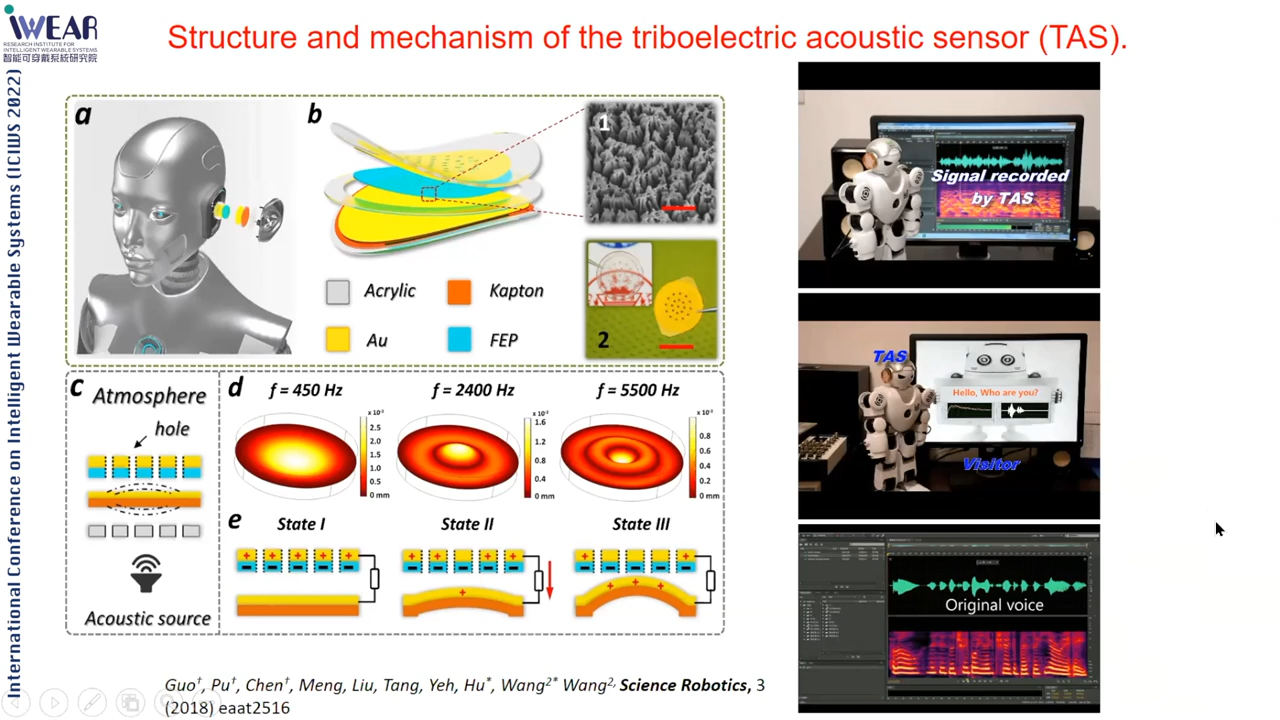 iWEAR
RESEARCH INSTITUTE FOR
INTELLIGENT WEARABLE SYSTEMS
智能可穿戴系統研究院
International Conference on Intelligent Wearable Systems (ICIWS 2022)
Structure and mechanism of the triboelectric acoustic sensor (TAS).
a
b
1
2
Acrylic
Kapton
Au
FEP
c
Atmosphere
hole
Acoustic source
d
f = 450 Hz
f = 2400 Hz
f = 5500 Hz
x 10⁻²
2.5
2.0
1.5
1.0
0.5
0 mm
x 10⁻²
1.6
1.2
0.8
0.4
0 mm
x 10⁻²
0.8
0.6
0.4
0.2
0 mm
e
State I
State II
State III
Signal recorded
by TAS
TAS
Hello, Who are you?
Visitor
Original voice
Guo†, Pu†, Chen†, Meng, Liu, Tang, Yeh, Hu*, Wang²* Wang², Science Robotics, 3
(2018) eaat2516